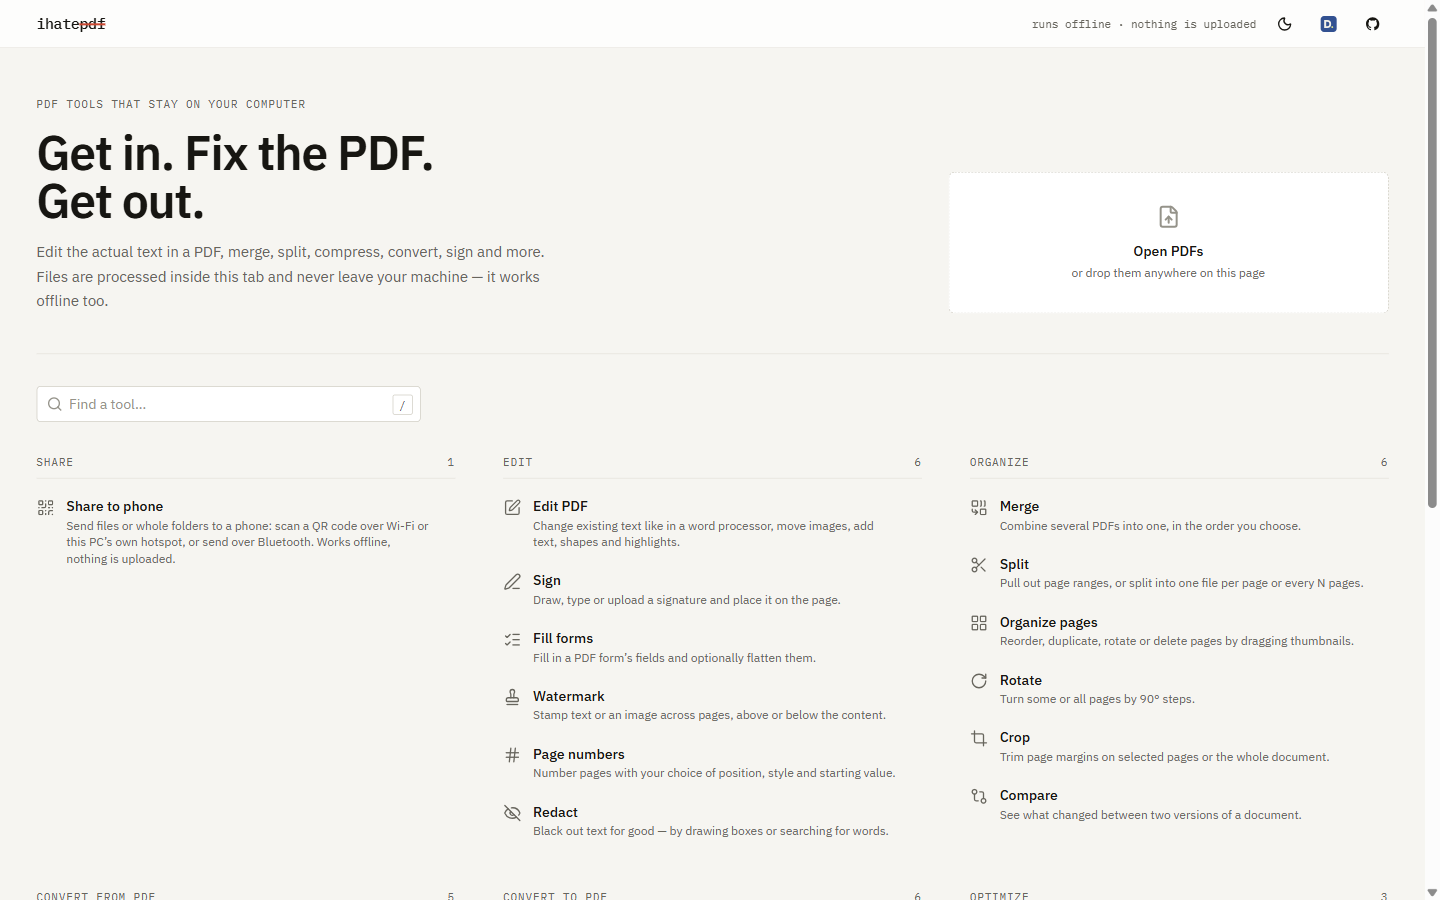 ihatepdf
runs offline · nothing is uploaded
D.
PDF TOOLS THAT STAY ON YOUR COMPUTER
Get in. Fix the PDF.
Get out.
Edit the actual text in a PDF, merge, split, compress, convert, sign and more.
Files are processed inside this tab and never leave your machine — it works
offline too.
Open PDFs
or drop them anywhere on this page
Find a tool...
/
SHARE 1
Share to phone
Send files or whole folders to a phone: scan a QR code over Wi-Fi or
this PC's own hotspot, or send over Bluetooth. Works offline,
nothing is uploaded.
EDIT 6
Edit PDF
Change existing text like in a word processor, move images, add
text, shapes and highlights.
Sign
Draw, type or upload a signature and place it on the page.
Fill forms
Fill in a PDF form's fields and optionally flatten them.
Watermark
Stamp text or an image across pages, above or below the content.
Page numbers
Number pages with your choice of position, style and starting value.
Redact
Black out text for good — by drawing boxes or searching for words.
ORGANIZE 6
Merge
Combine several PDFs into one, in the order you choose.
Split
Pull out page ranges, or split into one file per page or every N pages.
Organize pages
Reorder, duplicate, rotate or delete pages by dragging thumbnails.
Rotate
Turn some or all pages by 90° steps.
Crop
Trim page margins on selected pages or the whole document.
Compare
See what changed between two versions of a document.
CONVERT FROM PDF 5
CONVERT TO PDF 6
OPTIMIZE 3